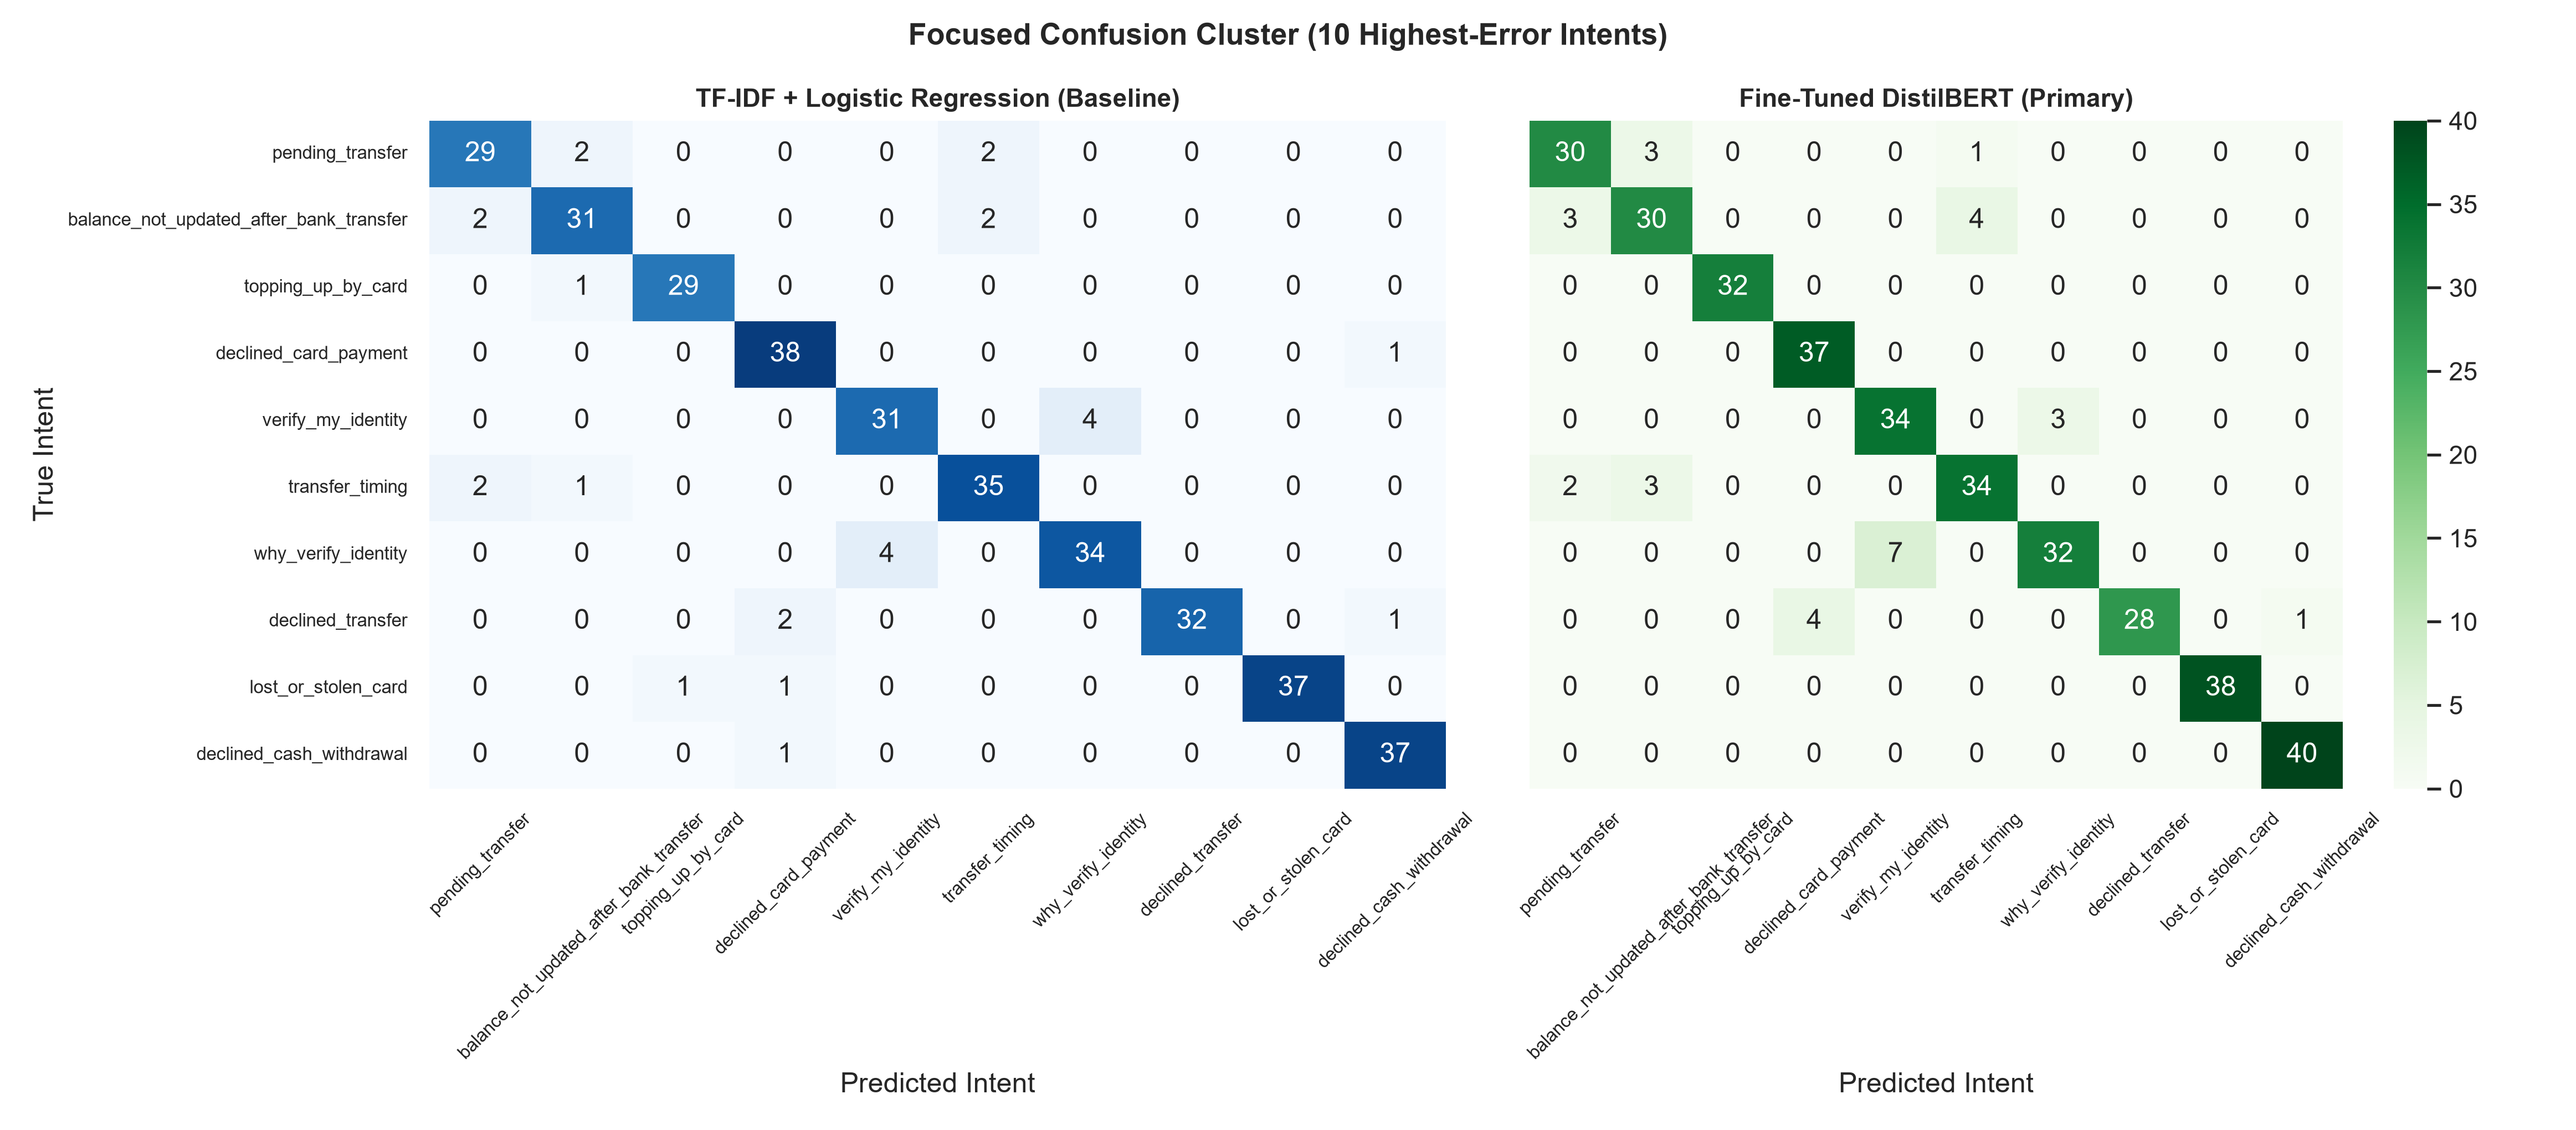 Focused Confusion Cluster (10 Highest-Error Intents)
TF-IDF + Logistic Regression (Baseline)
Fine-Tuned DistilBERT (Primary)
True Intent
pending_transfer 29 2 0 0 0 2 0 0 0 0
balance_not_updated_after_bank_transfer 2 31 0 0 0 2 0 0 0 0
topping_up_by_card 0 1 29 0 0 0 0 0 0 0
declined_card_payment 0 0 0 38 0 0 0 0 0 1
verify_my_identity 0 0 0 0 31 0 4 0 0 0
transfer_timing 2 1 0 0 0 35 0 0 0 0
why_verify_identity 0 0 0 0 4 0 34 0 0 0
declined_transfer 0 0 0 2 0 0 0 32 0 1
lost_or_stolen_card 0 0 1 1 0 0 0 0 37 0
declined_cash_withdrawal 0 0 0 1 0 0 0 0 0 37
pending_transfer
balance_not_updated_after_bank_transfer
topping_up_by_card
declined_card_payment
verify_my_identity
transfer_timing
why_verify_identity
declined_transfer
lost_or_stolen_card
declined_cash_withdrawal
Predicted Intent
30 3 0 0 0 1 0 0 0 0
3 30 0 0 0 4 0 0 0 0
0 0 32 0 0 0 0 0 0 0
0 0 0 37 0 0 0 0 0 0
0 0 0 0 34 0 3 0 0 0
2 3 0 0 0 34 0 0 0 0
0 0 0 0 7 0 32 0 0 0
0 0 0 4 0 0 0 28 0 1
0 0 0 0 0 0 0 0 38 0
0 0 0 0 0 0 0 0 0 40
pending_transfer
balance_not_updated_after_bank_transfer
topping_up_by_card
declined_card_payment
verify_my_identity
transfer_timing
why_verify_identity
declined_transfer
lost_or_stolen_card
declined_cash_withdrawal
Predicted Intent
40
35
30
25
20
15
10
5
0